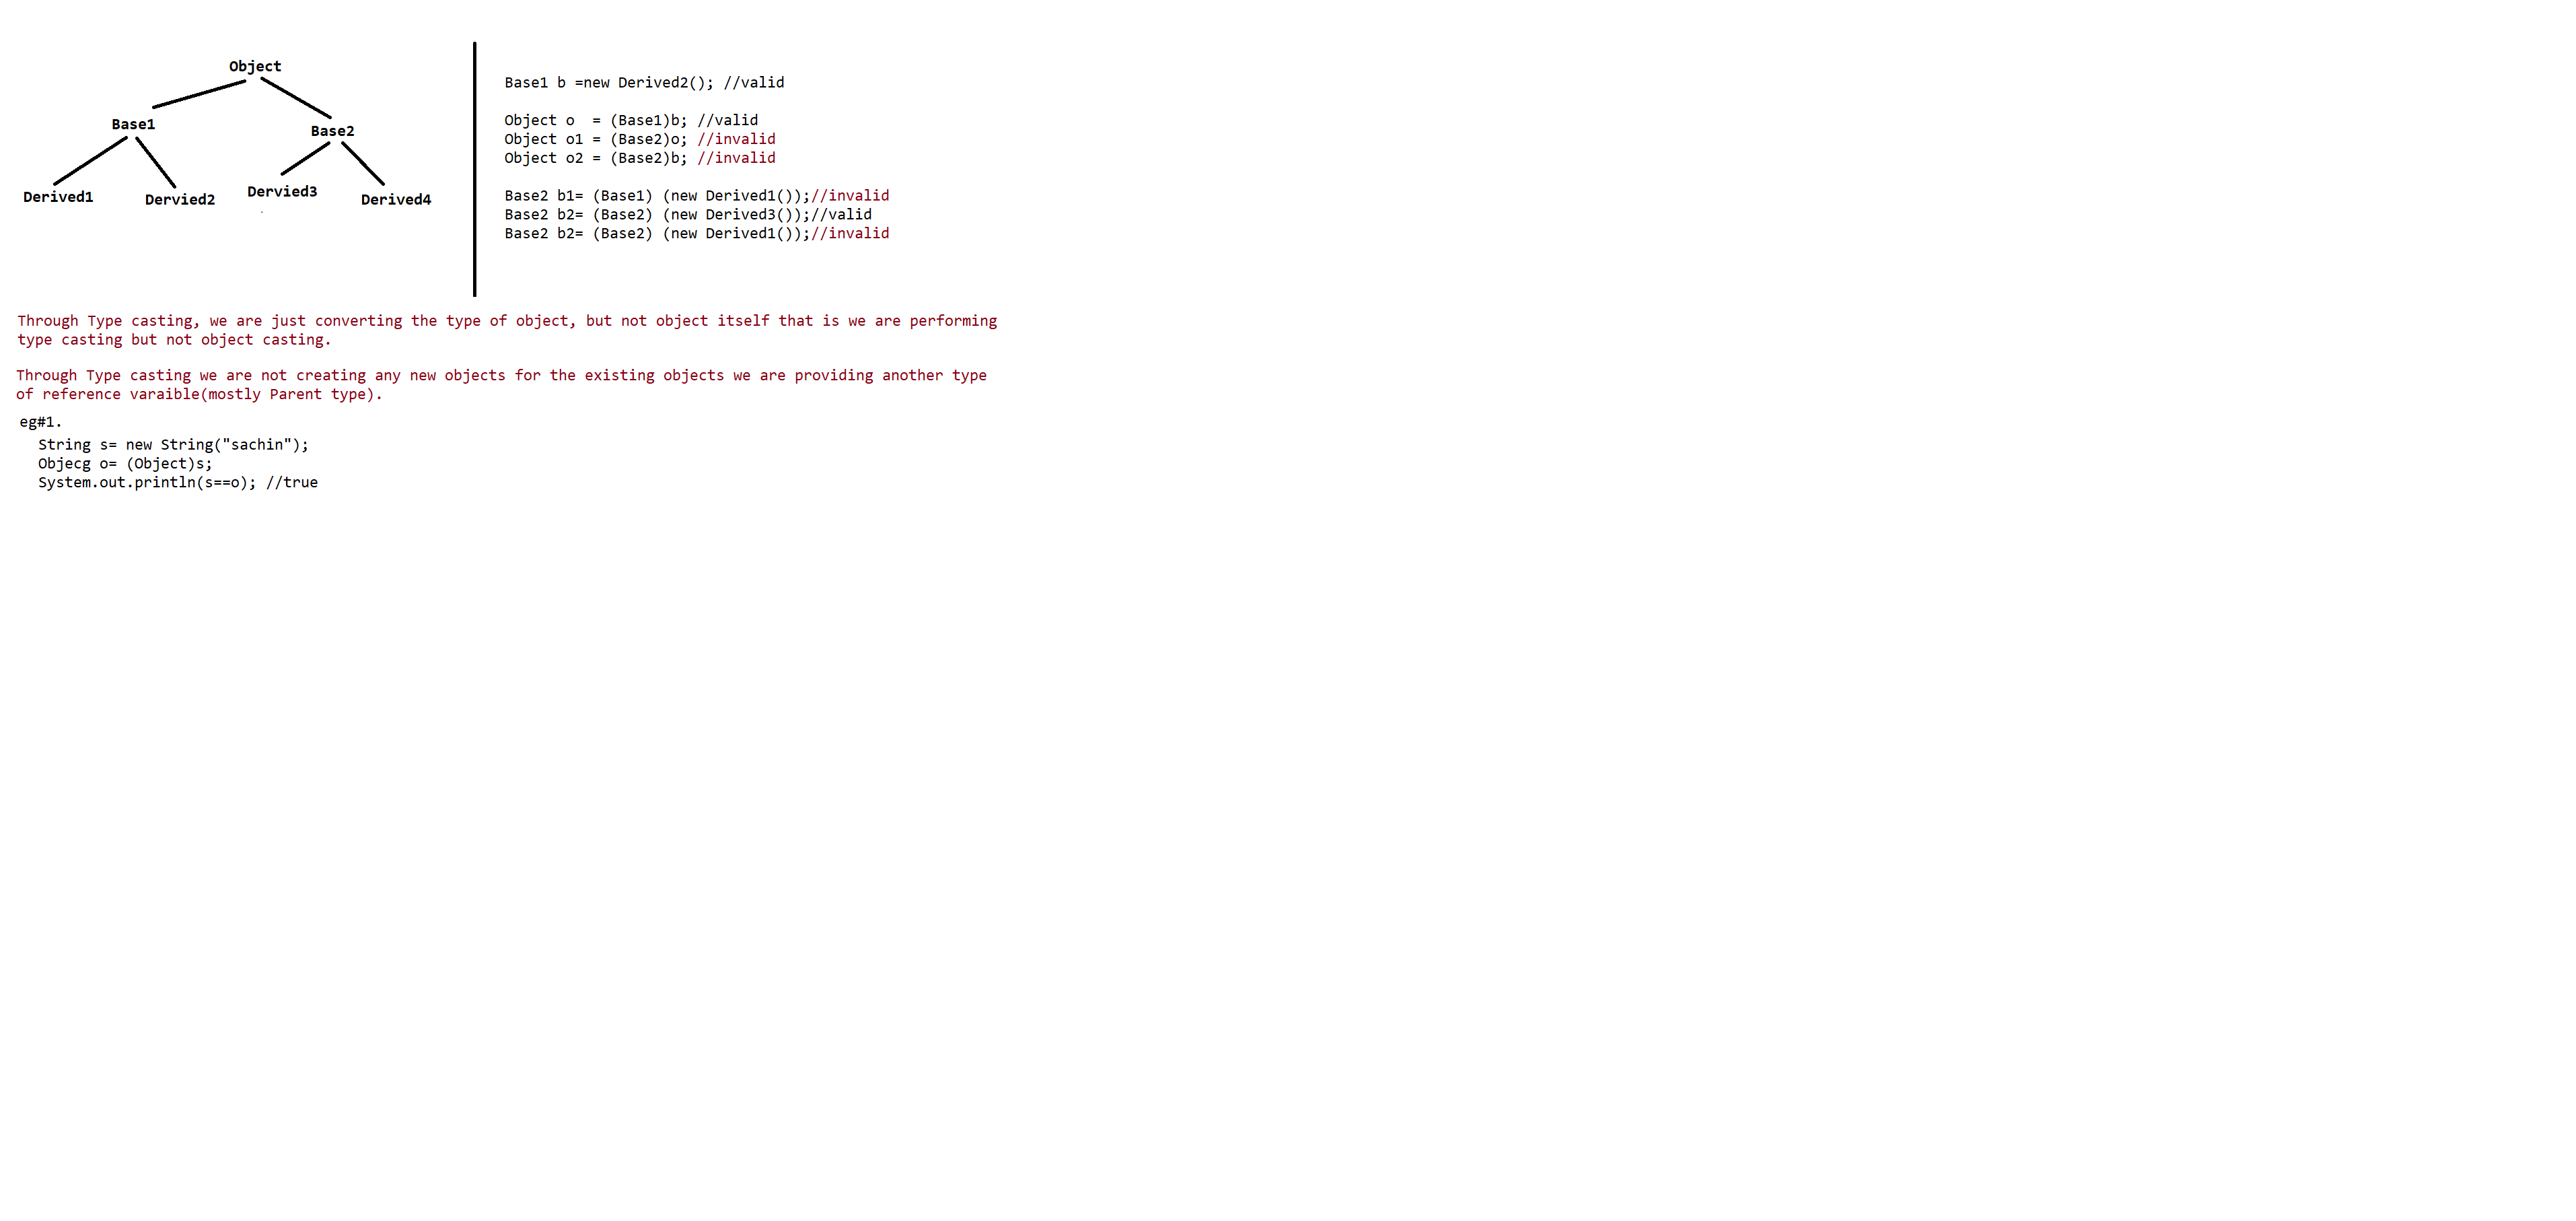 Object
Base1
Base2
Derived1
Dervied2
Dervied3
Derived4
Base1 b =new Derived2(); //valid
Object o  = (Base1)b; //valid
Object o1 = (Base2)o; //invalid
Object o2 = (Base2)b; //invalid
Base2 b1= (Base1) (new Derived1());//invalid
Base2 b2= (Base2) (new Derived3());//valid
Base2 b2= (Base2) (new Derived1());//invalid
Through Type casting, we are just converting the type of object, but not object itself that is we are performing
type casting but not object casting.
Through Type casting we are not creating any new objects for the existing objects we are providing another type
of reference varaible(mostly Parent type).
eg#1.
String s= new String("sachin");
Objecg o= (Object)s;
System.out.println(s==o); //true